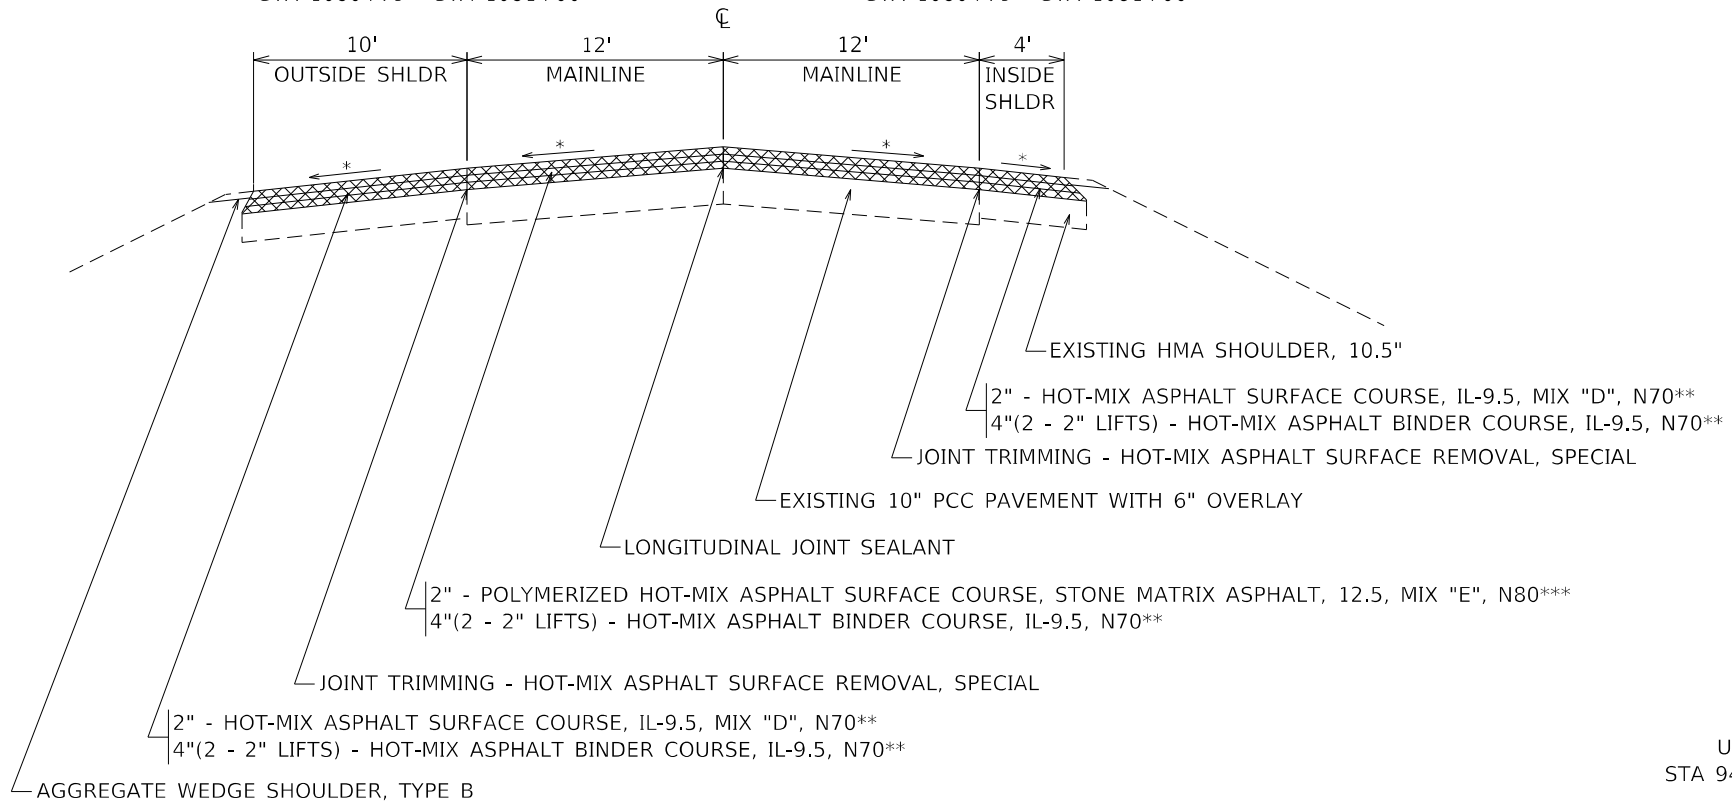 ℄
10' 12' 12' 4'
OUTSIDE SHLDR MAINLINE MAINLINE INSIDE
SHLDR
* * * *
EXISTING HMA SHOULDER, 10.5"
2" - HOT-MIX ASPHALT SURFACE COURSE, IL-9.5, MIX "D", N70**
4"(2 - 2" LIFTS) - HOT-MIX ASPHALT BINDER COURSE, IL-9.5, N70**
JOINT TRIMMING - HOT-MIX ASPHALT SURFACE REMOVAL, SPECIAL
EXISTING 10" PCC PAVEMENT WITH 6" OVERLAY
LONGITUDINAL JOINT SEALANT
2" - POLYMERIZED HOT-MIX ASPHALT SURFACE COURSE, STONE MATRIX ASPHALT, 12.5, MIX "E", N80***
4"(2 - 2" LIFTS) - HOT-MIX ASPHALT BINDER COURSE, IL-9.5, N70**
JOINT TRIMMING - HOT-MIX ASPHALT SURFACE REMOVAL, SPECIAL
2" - HOT-MIX ASPHALT SURFACE COURSE, IL-9.5, MIX "D", N70**
4"(2 - 2" LIFTS) - HOT-MIX ASPHALT BINDER COURSE, IL-9.5, N70**
U
STA 94
AGGREGATE WEDGE SHOULDER, TYPE B